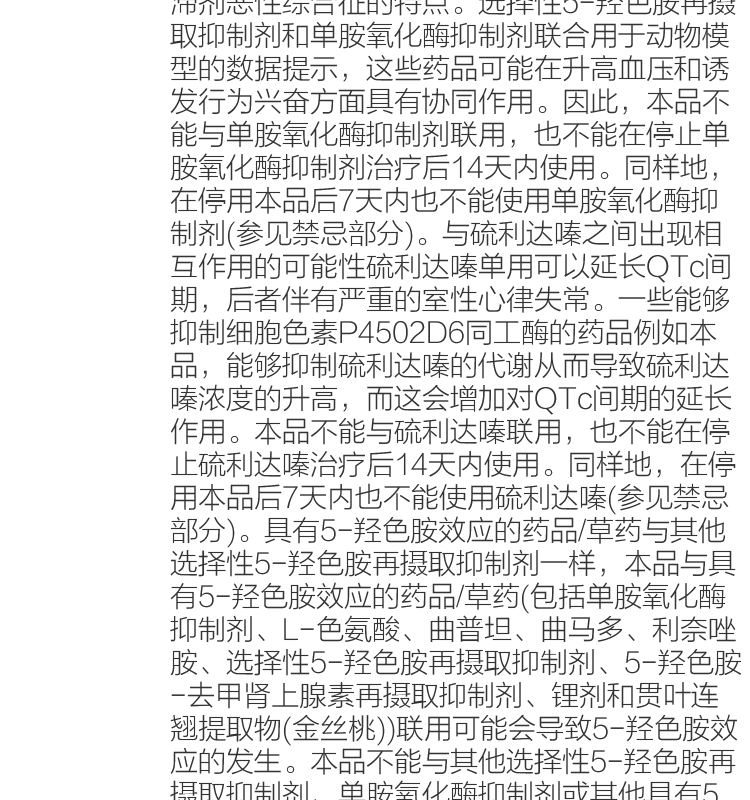 滞剂恶性综合征的特点。选择性5-羟色胺再摄
取抑制剂和单胺氧化酶抑制剂联合用于动物模
型的数据提示，这些药品可能在升高血压和诱
发行为兴奋方面具有协同作用。因此，本品不
能与单胺氧化酶抑制剂联用，也不能在停止单
胺氧化酶抑制剂治疗后14天内使用。同样地，
在停用本品后7天内也不能使用单胺氧化酶抑
制剂(参见禁忌部分)。与硫利达嗪之间出现相
互作用的可能性硫利达嗪单用可以延长QTc间
期，后者伴有严重的室性心律失常。一些能够
抑制细胞色素P4502D6同工酶的药品例如本
品，能够抑制硫利达嗪的代谢从而导致硫利达
嗪浓度的升高，而这会增加对QTc间期的延长
作用。本品不能与硫利达嗪联用，也不能在停
止硫利达嗪治疗后14天内使用。同样地，在停
用本品后7天内也不能使用硫利达嗪(参见禁忌
部分)。具有5-羟色胺效应的药品/草药与其他
选择性5-羟色胺再摄取抑制剂一样，本品与具
有5-羟色胺效应的药品/草药(包括单胺氧化酶
抑制剂、L-色氨酸、曲普坦、曲马多、利奈唑
胺、选择性5-羟色胺再摄取抑制剂、5-羟色胺
-去甲肾上腺素再摄取抑制剂、锂剂和贯叶连
翘提取物(金丝桃))联用可能会导致5-羟色胺效
应的发生。本品不能与其他选择性5-羟色胺再
摄取抑制剂、单胺氧化酶抑制剂或其他具有5